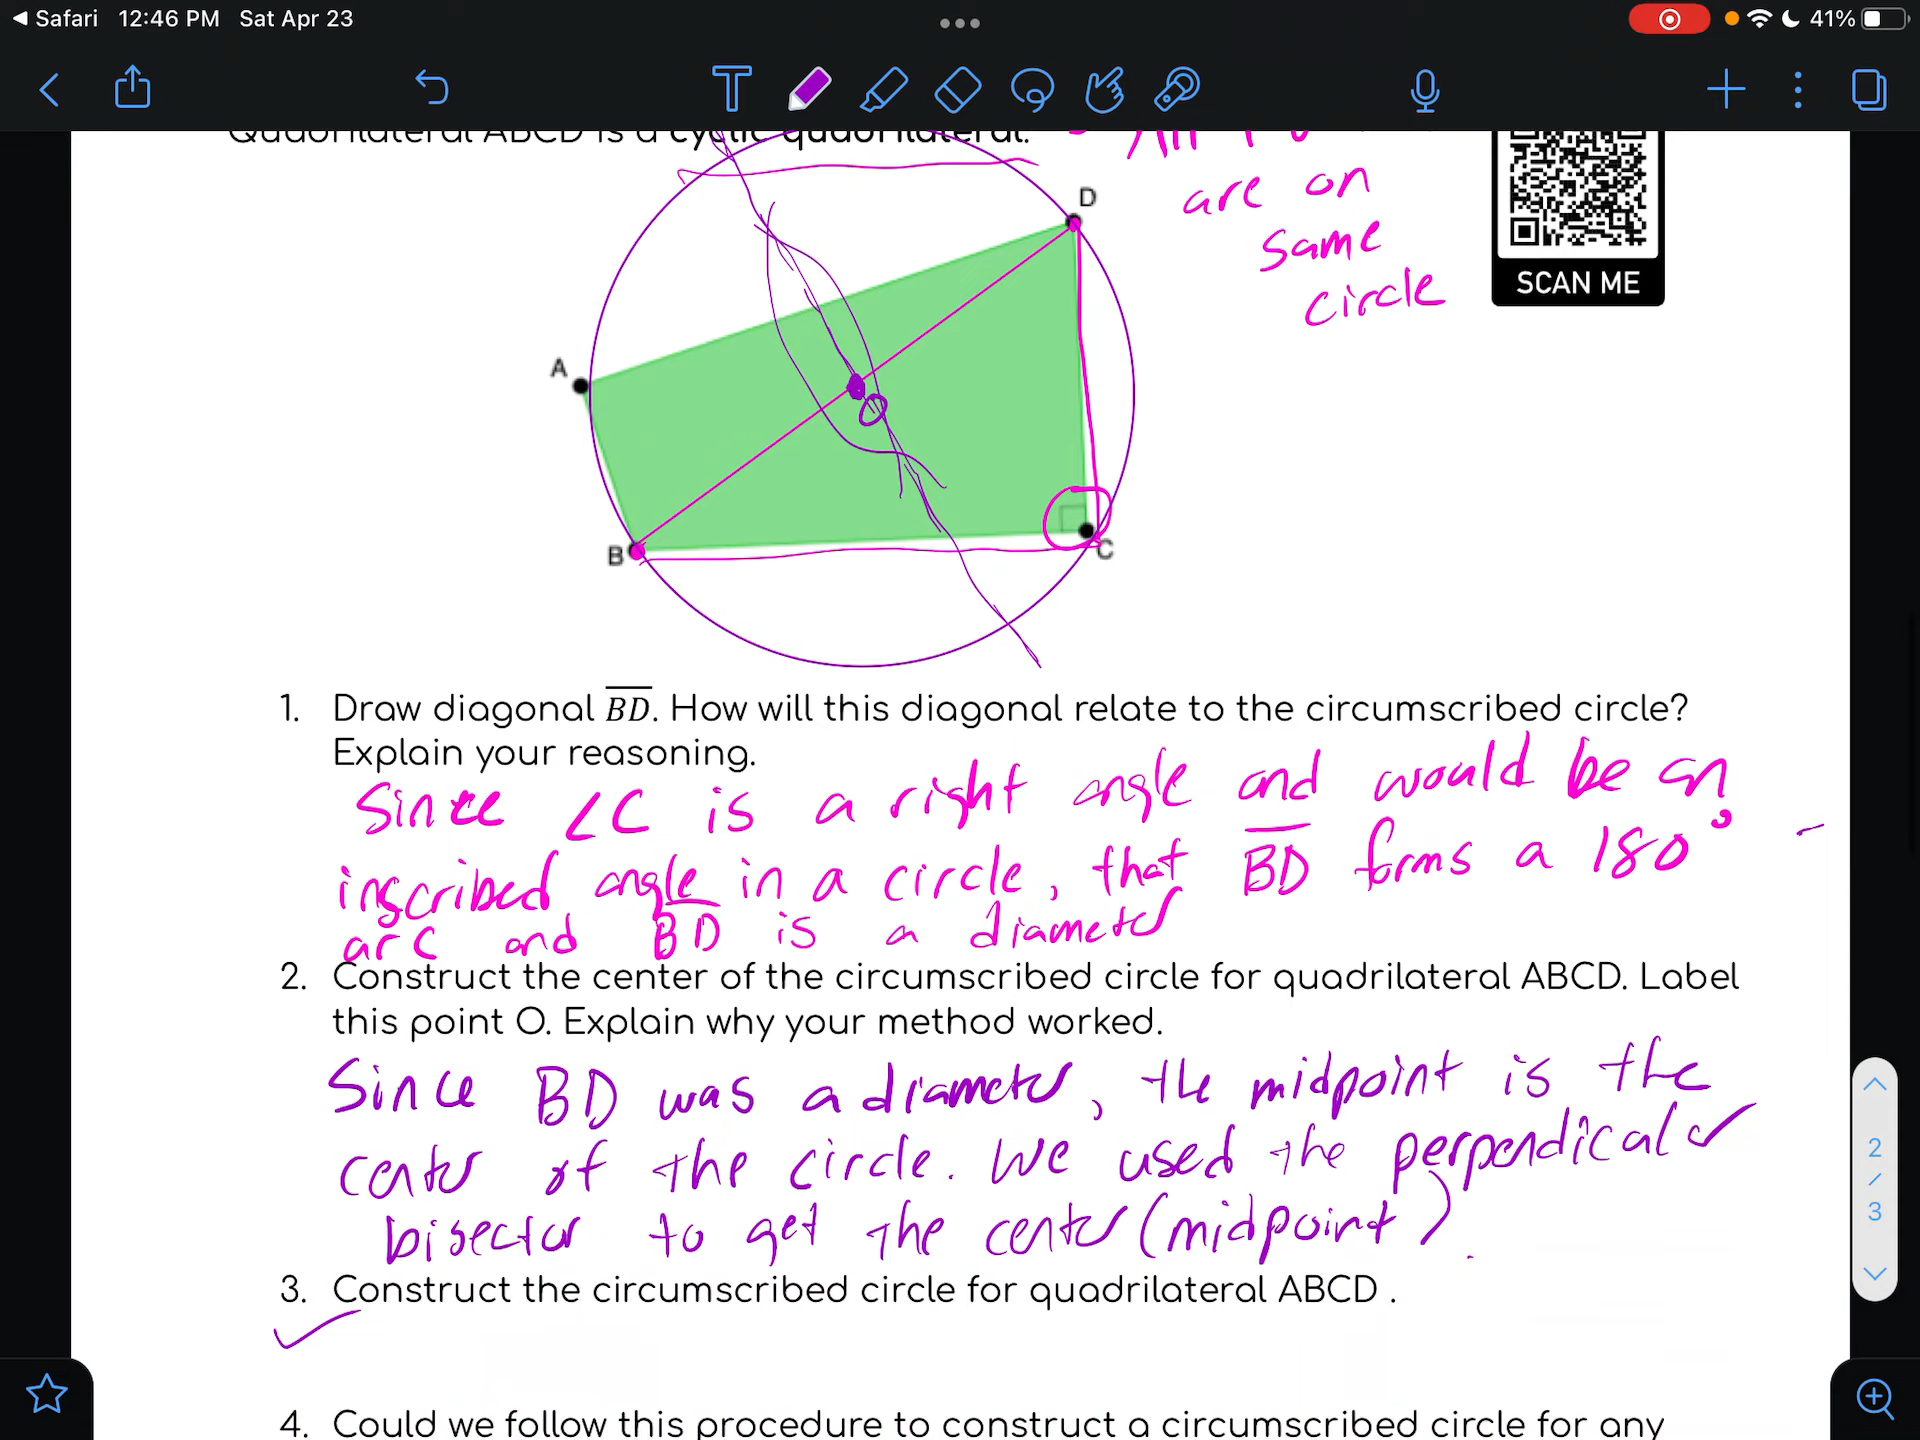 Safari 12:46 PM Sat Apr 23
41%
Quadrilateral ABCD is a cyclic quadrilateral.
are on
same
circle
SCAN ME
D
A
O
B
C
1. Draw diagonal BD. How will this diagonal relate to the circumscribed circle?
Explain your reasoning.
Since ∠C is a right angle and would be an
inscribed angle in a circle, that BD forms a 180°
arc and BD is a diameter
2. Construct the center of the circumscribed circle for quadrilateral ABCD. Label
this point O. Explain why your method worked.
Since BD was a diameter, the midpoint is the
center of the circle. We used the perpendicular
bisector to get the center (midpoint).
3. Construct the circumscribed circle for quadrilateral ABCD .
4. Could we follow this procedure to construct a circumscribed circle for any
2
/
3